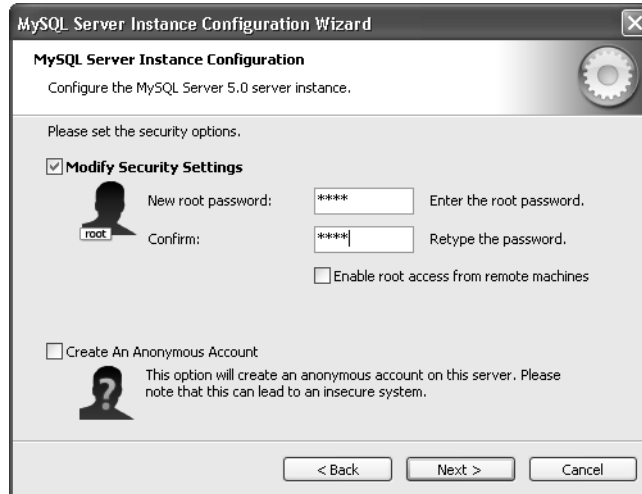 MySQL Server Instance Configuration Wizard
MySQL Server Instance Configuration
Configure the MySQL Server 5.0 server instance.
Please set the security options.
Modify Security Settings
New root password: **** Enter the root password.
root
Confirm: **** Retype the password.
Enable root access from remote machines
Create An Anonymous Account
This option will create an anonymous account on this server. Please
note that this can lead to an insecure system.
< Back Next > Cancel